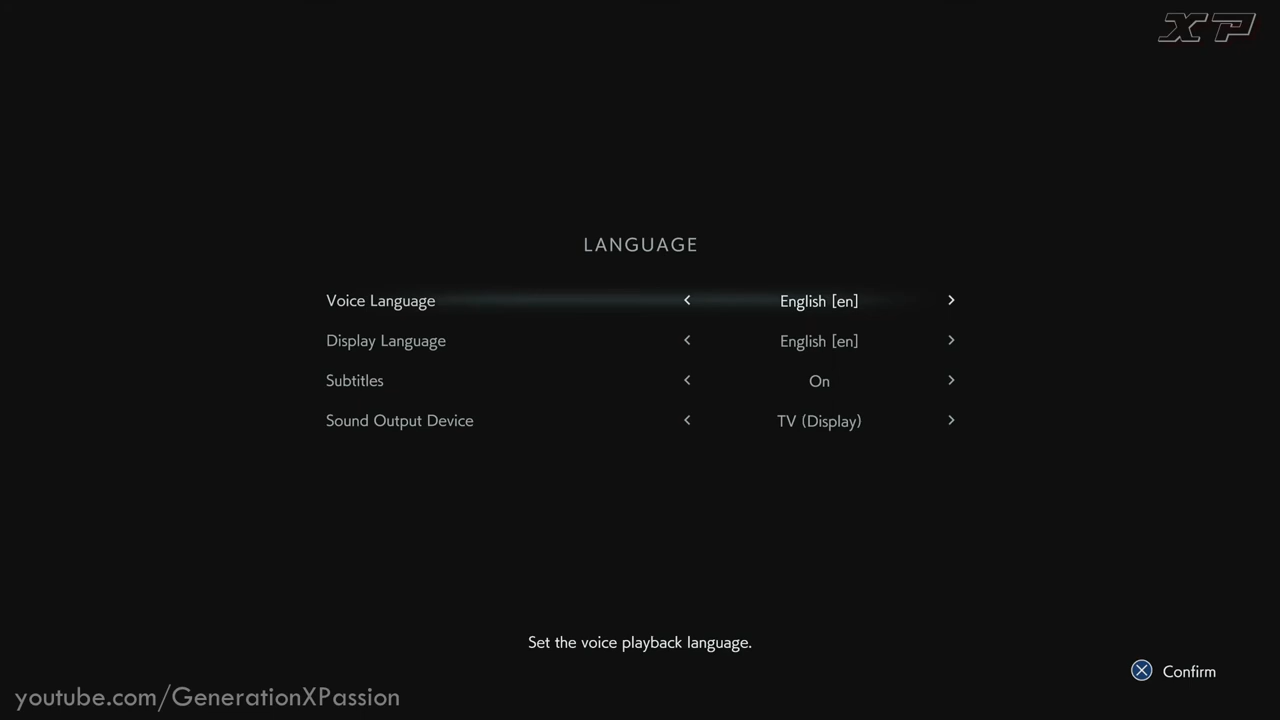 XP
LANGUAGE
Voice Language < English [en] >
Display Language < English [en] >
Subtitles < On >
Sound Output Device < TV (Display) >
Set the voice playback language.
Confirm
youtube.com/GenerationXPassion